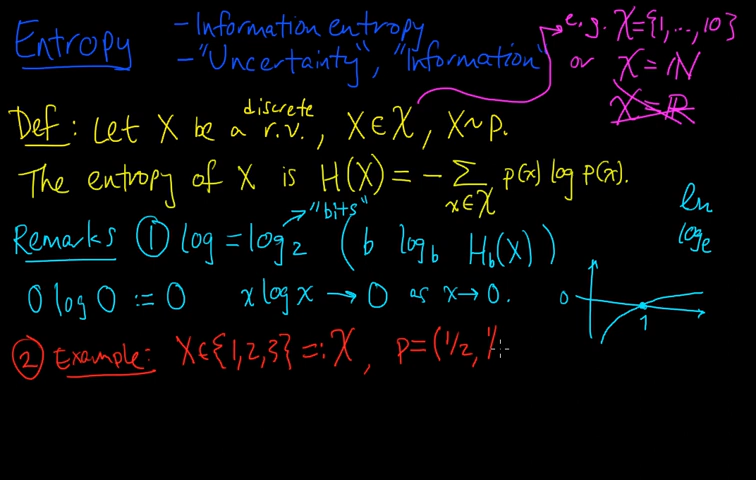 Entropy - Information entropy
- "Uncertainty", "Information"
e.g. X={1,...,10}
or X=ℕ
X=ℝ
Def: Let X be a discrete r.v., X∈X, X~p.
The entropy of X is H(X) = - ∑ x∈X p(x) log p(x).
Remarks ① log = log₂ "bits" ( b log_b H_b(X) )
ln
log_e
0 log 0 := 0 x log x → 0 as x→0.
0
1
② Example: X∈{1,2,3} =: X, p=(1/2, 1/